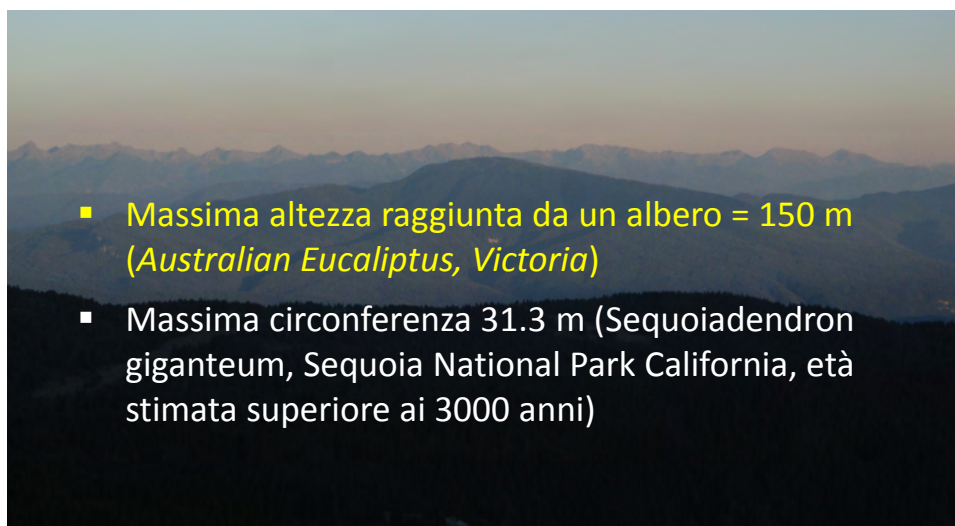 ▪ Massima altezza raggiunta da un albero = 150 m
(Australian Eucaliptus, Victoria)
▪ Massima circonferenza 31.3 m (Sequoiadendron
giganteum, Sequoia National Park California, età
stimata superiore ai 3000 anni)